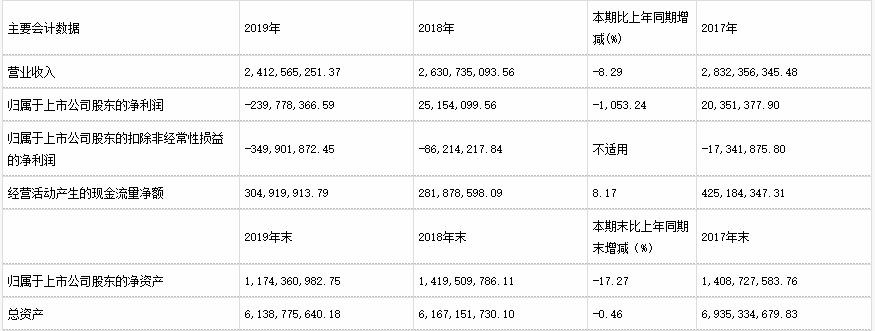 主要会计数据 2019年 2018年 本期比上年同期增减(%) 2017年
营业收入 2,412,565,251.37 2,630,735,093.56 -8.29 2,832,356,345.48
归属于上市公司股东的净利润 -239,778,366.59 25,154,099.56 -1,053.24 20,351,377.90
归属于上市公司股东的扣除非经常性损益的净利润 -349,901,872.45 -86,214,217.84 不适用 -17,341,875.80
经营活动产生的现金流量净额 304,919,913.79 281,878,598.09 8.17 425,184,347.31
2019年末 2018年末 本期末比上年同期末增减（%） 2017年末
归属于上市公司股东的净资产 1,174,360,982.75 1,419,509,786.11 -17.27 1,408,727,583.76
总资产 6,138,775,640.18 6,167,151,730.10 -0.46 6,935,334,679.83